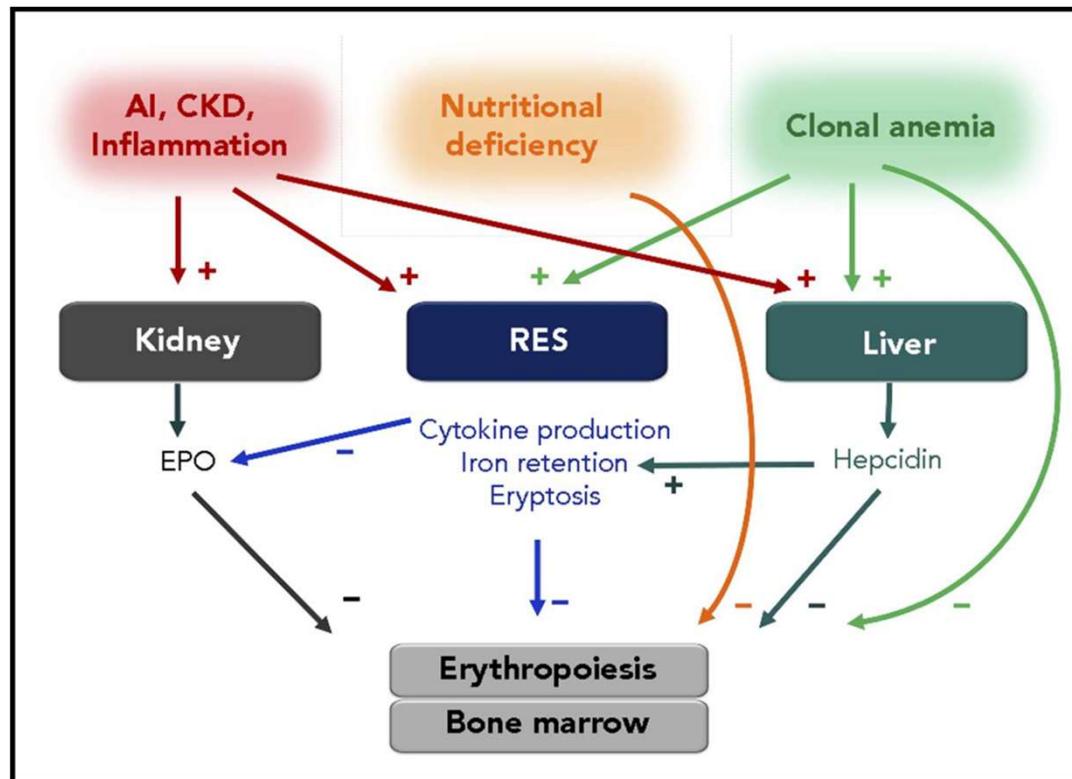 AI, CKD,
Inflammation
Nutritional
deficiency
Clonal anemia
+
+
+
+
+
Kidney
RES
Liver
EPO
–
Cytokine production
Iron retention
Eryptosis
+
Hepcidin
–
–
–
–
–
Erythropoiesis
Bone marrow